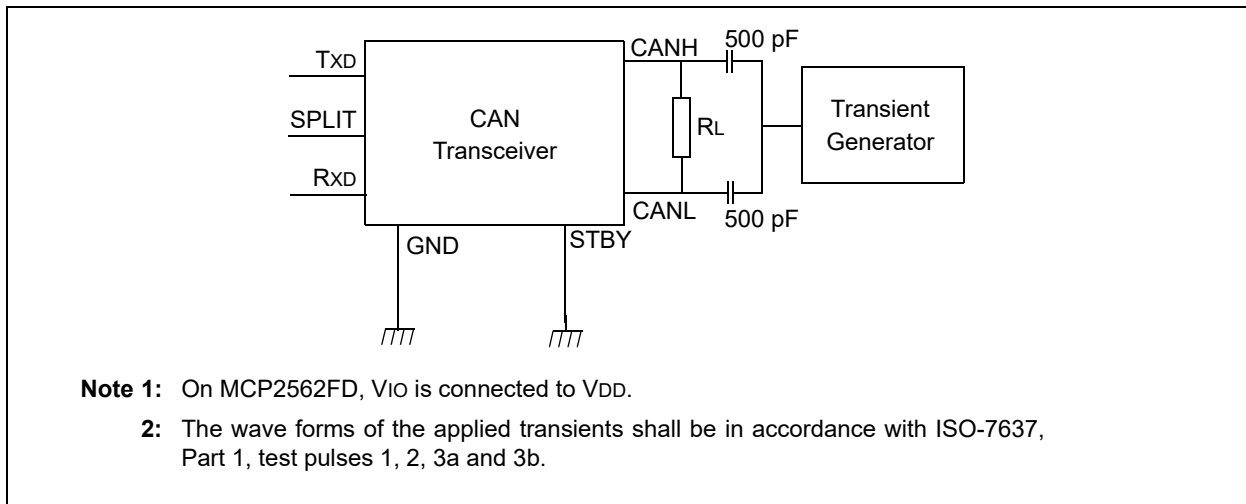 CANH
500 pF
TXD
SPLIT
CAN
Transceiver
RL
Transient
Generator
RXD
CANL
500 pF
GND
STBY
Note 1: On MCP2562FD, VIO is connected to VDD.
2: The wave forms of the applied transients shall be in accordance with ISO-7637,
Part 1, test pulses 1, 2, 3a and 3b.